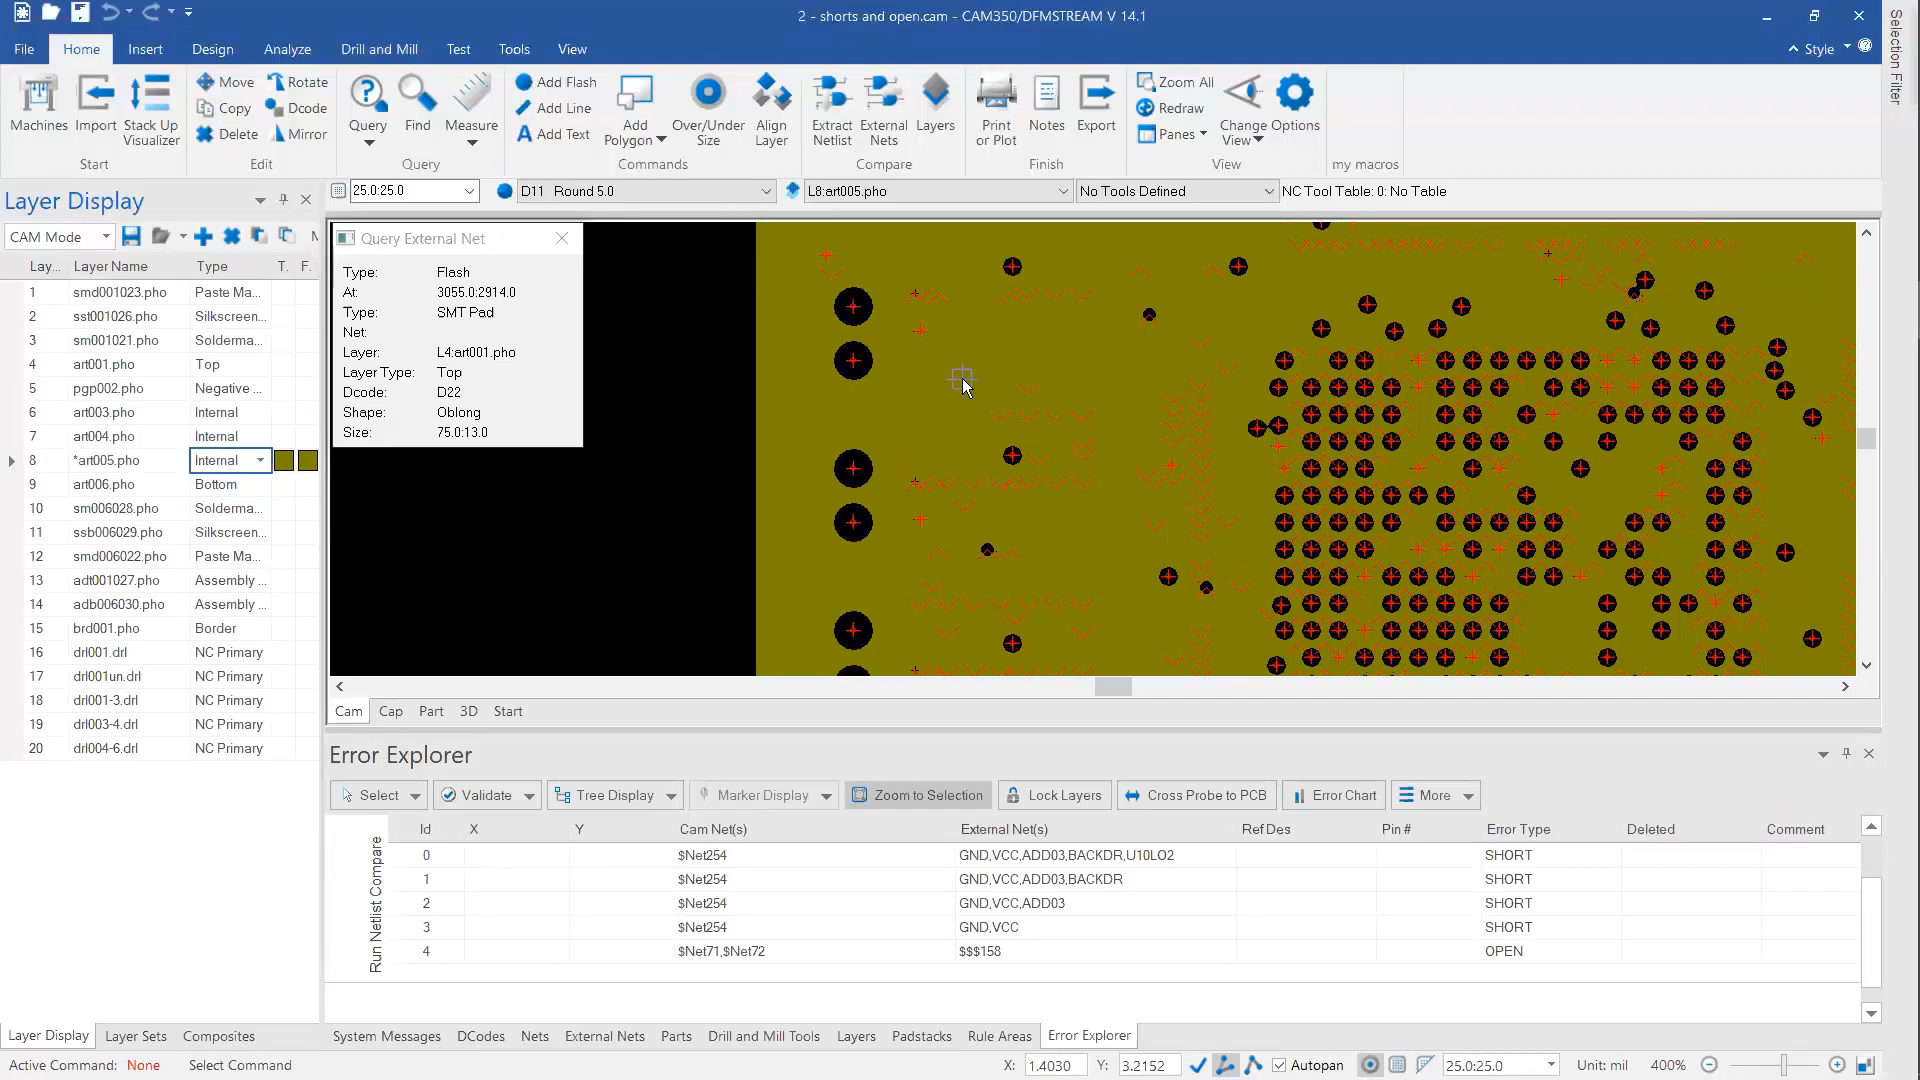 2 - shorts and open.cam - CAM350/DFMSTREAM V 14.1
File Home Insert Design Analyze Drill and Mill Test Tools View Style
Machines Import Stack Up Visualizer Move Copy Delete Rotate Dcode Mirror Query Find Measure Add Flash Add Line Add Text Add Polygon Over/Under Size Align Layer Extract Netlist External Nets Layers Print or Plot Notes Export Zoom All Redraw Panes Change View Options
Start Edit Query Commands Compare Finish View my macros
Selection Filter
Layer Display
25.0:25.0 D11 Round 5.0 L8:art005.pho No Tools Defined NC Tool Table: 0: No Table
CAM Mode M
Lay... Layer Name Type T. F.
1 smd001023.pho Paste Ma...
2 sst001026.pho Silkscreen...
3 sm001021.pho Solderma...
4 art001.pho Top
5 pgp002.pho Negative ...
6 art003.pho Internal
7 art004.pho Internal
8 *art005.pho Internal
9 art006.pho Bottom
10 sm006028.pho Solderma...
11 ssb006029.pho Silkscreen...
12 smd006022.pho Paste Ma...
13 adt001027.pho Assembly ...
14 adb006030.pho Assembly ...
15 brd001.pho Border
16 drl001.drl NC Primary
17 drl001un.drl NC Primary
18 drl001-3.drl NC Primary
19 drl003-4.drl NC Primary
20 drl004-6.drl NC Primary
Query External Net
Type: Flash
At: 3055.0:2914.0
Type: SMT Pad
Net:
Layer: L4:art001.pho
Layer Type: Top
Dcode: D22
Shape: Oblong
Size: 75.0:13.0
Cam Cap Part 3D Start
Error Explorer
Select Validate Tree Display Marker Display Zoom to Selection Lock Layers Cross Probe to PCB Error Chart More
Run Netlist Compare
Id X Y Cam Net(s) External Net(s) Ref Des Pin # Error Type Deleted Comment
0 $Net254 GND,VCC,ADD03,BACKDR,U10LO2 SHORT
1 $Net254 GND,VCC,ADD03,BACKDR SHORT
2 $Net254 GND,VCC,ADD03 SHORT
3 $Net254 GND,VCC SHORT
4 $Net71,$Net72 $$$158 OPEN
Layer Display Layer Sets Composites System Messages DCodes Nets External Nets Parts Drill and Mill Tools Layers Padstacks Rule Areas Error Explorer
Active Command: None Select Command X: 1.4030 Y: 3.2152 Autopan 25.0:25.0 Unit: mil 400%